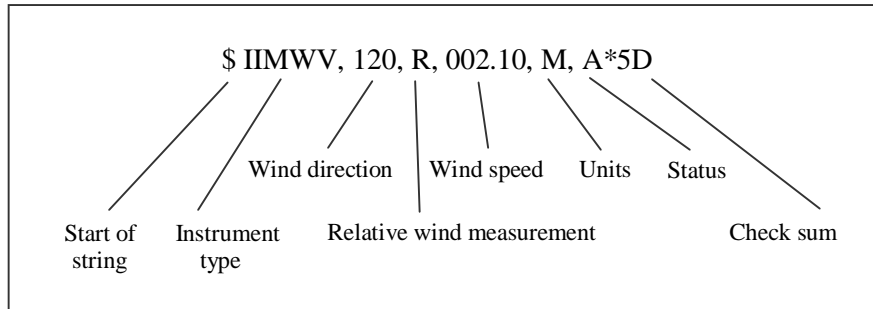 $ IIMWV, 120, R, 002.10, M, A*5D
Wind direction
Wind speed
Units
Status
Start of
string
Instrument
type
Relative wind measurement
Check sum